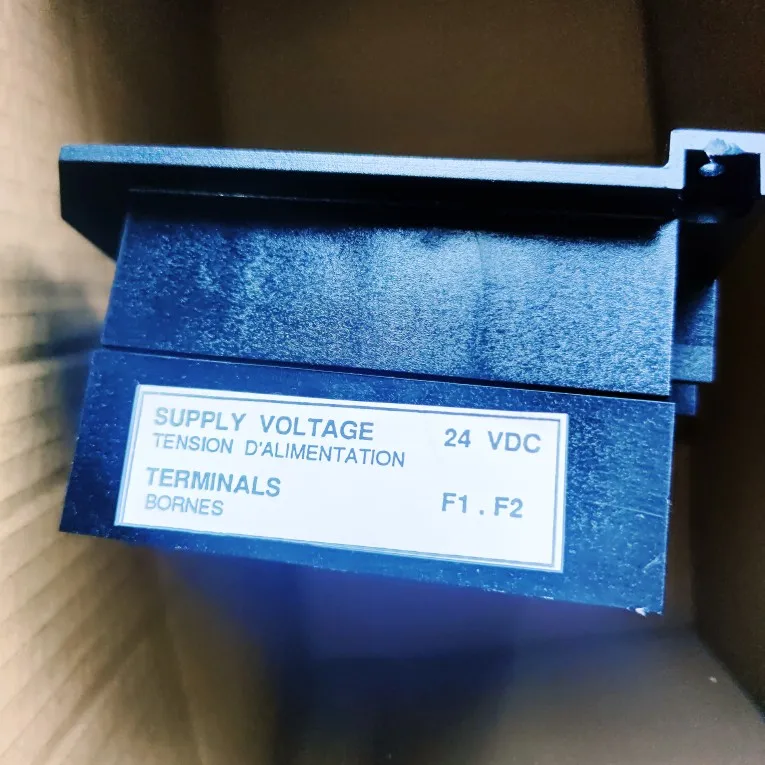 SUPPLY VOLTAGE 24 VDC
TENSION D'ALIMENTATION
TERMINALS F1 . F2
BORNES